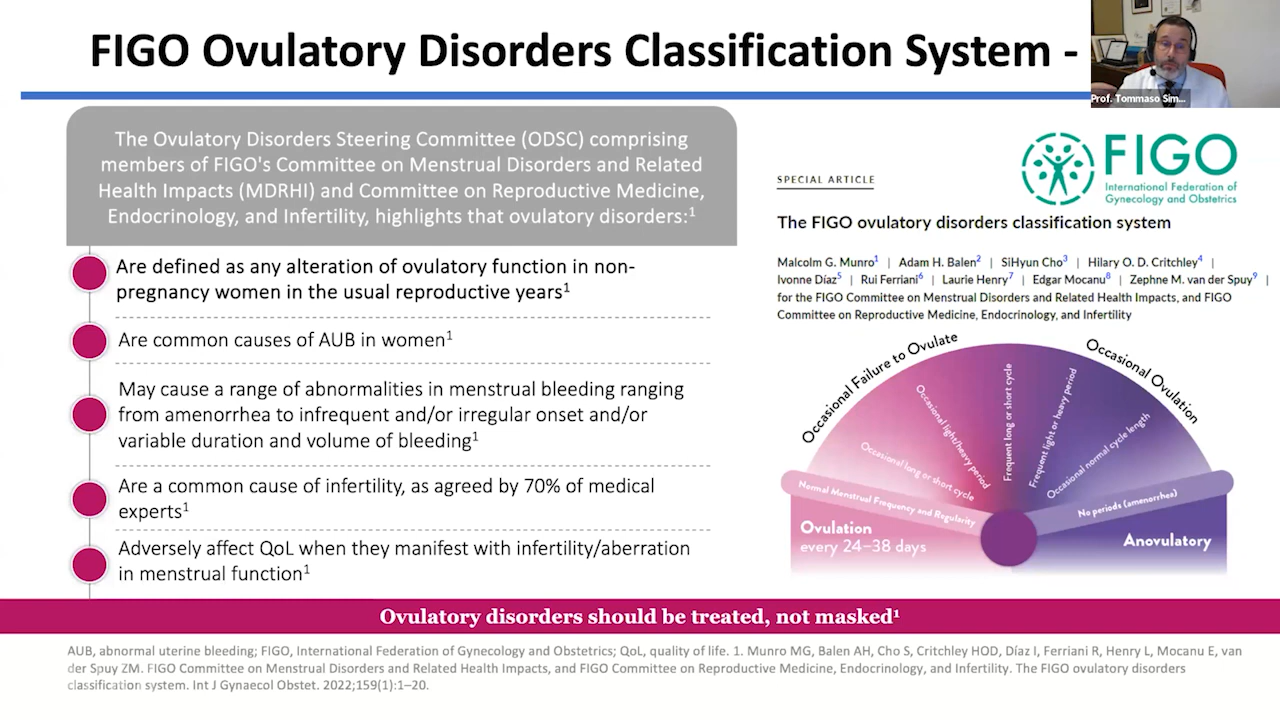 FIGO Ovulatory Disorders Classification System -
Prof. Tommaso Sim...
The Ovulatory Disorders Steering Committee (ODSC) comprising
members of FIGO's Committee on Menstrual Disorders and Related
Health Impacts (MDRHI) and Committee on Reproductive Medicine,
Endocrinology, and Infertility, highlights that ovulatory disorders:¹
Are defined as any alteration of ovulatory function in non-
pregnancy women in the usual reproductive years¹
Are common causes of AUB in women¹
May cause a range of abnormalities in menstrual bleeding ranging
from amenorrhea to infrequent and/or irregular onset and/or
variable duration and volume of bleeding¹
Are a common cause of infertility, as agreed by 70% of medical
experts¹
Adversely affect QoL when they manifest with infertility/aberration
in menstrual function¹
FIGO
International Federation of
Gynecology and Obstetrics
SPECIAL ARTICLE
The FIGO ovulatory disorders classification system
Malcolm G. Munro¹ | Adam H. Balen² | SiHyun Cho³ | Hilary O. D. Critchley⁴ |
Ivonne Díaz⁵ | Rui Ferriani⁶ | Laurie Henry⁷ | Edgar Mocanu⁸ | Zephne M. van der Spuy⁹ |
for the FIGO Committee on Menstrual Disorders and Related Health Impacts, and FIGO
Committee on Reproductive Medicine, Endocrinology, and Infertility
Occasional Failure to Ovulate
Occasional Ovulation
Normal Menstrual Frequency and Regularity
Occasional long or short cycle
Occasional light/heavy period
Frequent long or short cycle
Frequent light or heavy period
Occasional normal cycle length
No periods (amenorrhea)
Ovulation
every 24–38 days
Anovulatory
Ovulatory disorders should be treated, not masked¹
AUB, abnormal uterine bleeding; FIGO, International Federation of Gynecology and Obstetrics; QoL, quality of life. 1. Munro MG, Balen AH, Cho S, Critchley HOD, Díaz I, Ferriani R, Henry L, Mocanu E, van
der Spuy ZM. FIGO Committee on Menstrual Disorders and Related Health Impacts, and FIGO Committee on Reproductive Medicine, Endocrinology, and Infertility. The FIGO ovulatory disorders
classification system. Int J Gynaecol Obstet. 2022;159(1):1–20.